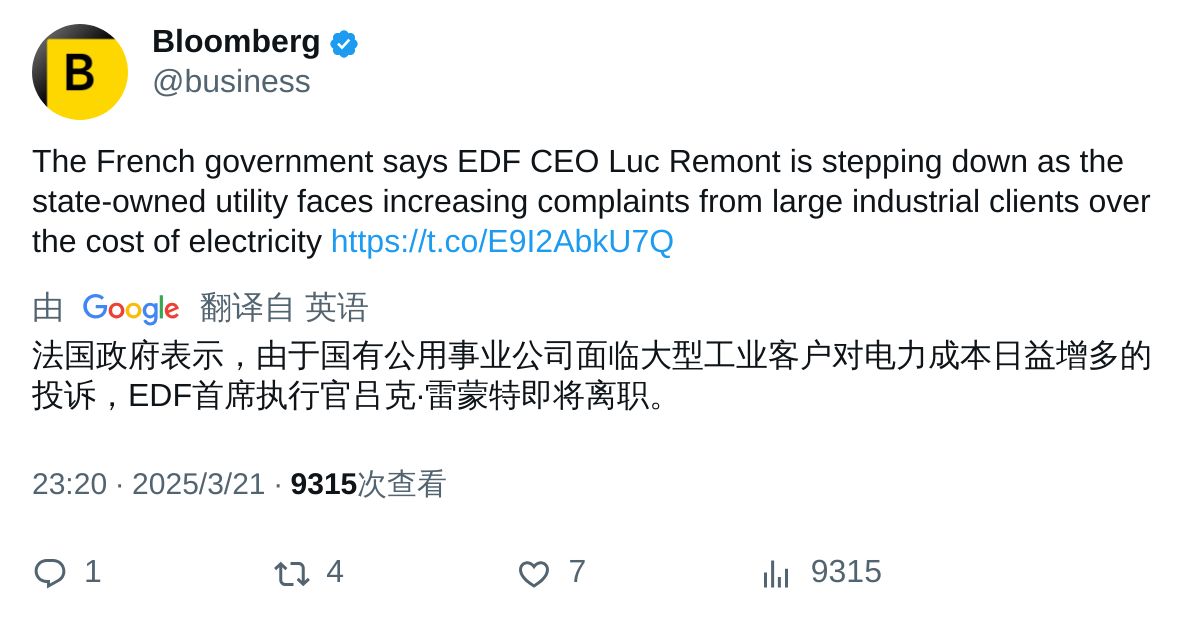 B
Bloomberg
@business
The French government says EDF CEO Luc Remont is stepping down as the
state-owned utility faces increasing complaints from large industrial clients over
the cost of electricity https://t.co/E9I2AbkU7Q
由 Google 翻译自 英语
法国政府表示，由于国有公用事业公司面临大型工业客户对电力成本日益增多的
投诉，EDF首席执行官吕克·雷蒙特即将离职。
23:20 · 2025/3/21 · 9315次查看
1 4 7 9315